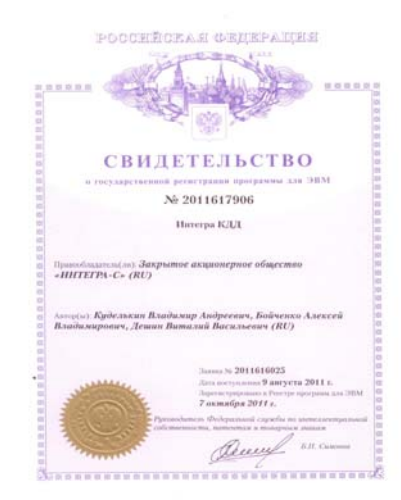 РОССИЙСКАЯ ФЕДЕРАЦИЯ
СВИДЕТЕЛЬСТВО
о государственной регистрации программы для ЭВМ
№ 2011617906
Интегра КДД
Правообладатель(ли): Закрытое акционерное общество
«ИНТЕГРА-С» (RU)
Автор(ы): Куделькин Владимир Андреевич, Бойченко Алексей
Владимирович, Дешин Виталий Васильевич (RU)
Заявка № 2011616025
Дата поступления 9 августа 2011 г.
Зарегистрировано в Реестре программ для ЭВМ
7 октября 2011 г.
Руководитель Федеральной службы по интеллектуальной
собственности, патентам и товарным знакам
Б.П. Симонов